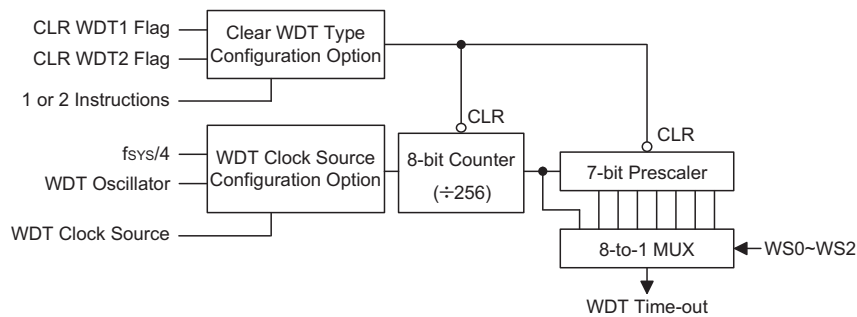 CLR WDT1 Flag
CLR WDT2 Flag
1 or 2 Instructions
Clear WDT Type
Configuration Option
CLR
CLR
fSYS/4
WDT Oscillator
WDT Clock Source
WDT Clock Source
Configuration Option
8-bit Counter
(÷256)
7-bit Prescaler
8-to-1 MUX
WS0~WS2
WDT Time-out